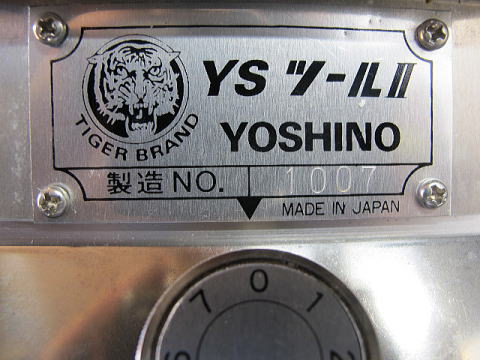 YS ツールII
TIGER BRAND
YOSHINO
製造NO. 1007
MADE IN JAPAN
7 0 1